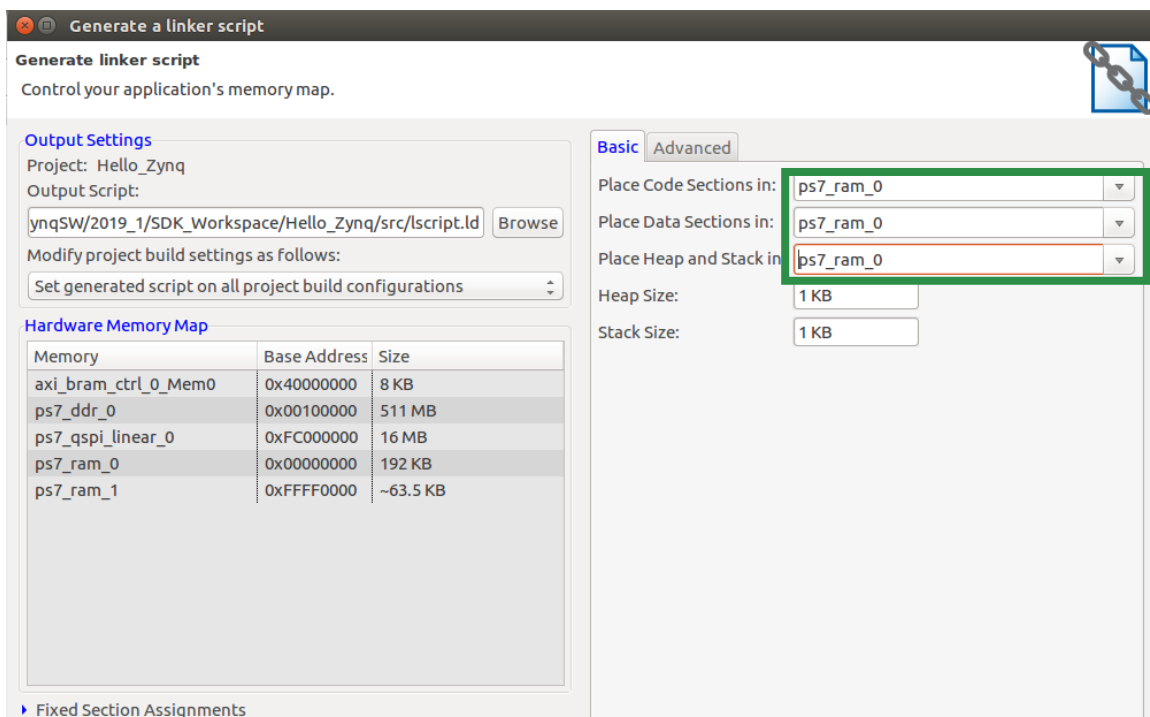 Generate a linker script
Generate linker script
Control your application's memory map.
Output Settings
Project: Hello_Zynq
Output Script:
ynqSW/2019_1/SDK_Workspace/Hello_Zynq/src/lscript.ld Browse
Modify project build settings as follows:
Set generated script on all project build configurations
Hardware Memory Map
Memory Base Address Size
axi_bram_ctrl_0_Mem0 0x40000000 8 KB
ps7_ddr_0 0x00100000 511 MB
ps7_qspi_linear_0 0xFC000000 16 MB
ps7_ram_0 0x00000000 192 KB
ps7_ram_1 0xFFFF0000 ~63.5 KB
Fixed Section Assignments
Basic Advanced
Place Code Sections in: ps7_ram_0
Place Data Sections in: ps7_ram_0
Place Heap and Stack in ps7_ram_0
Heap Size: 1 KB
Stack Size: 1 KB